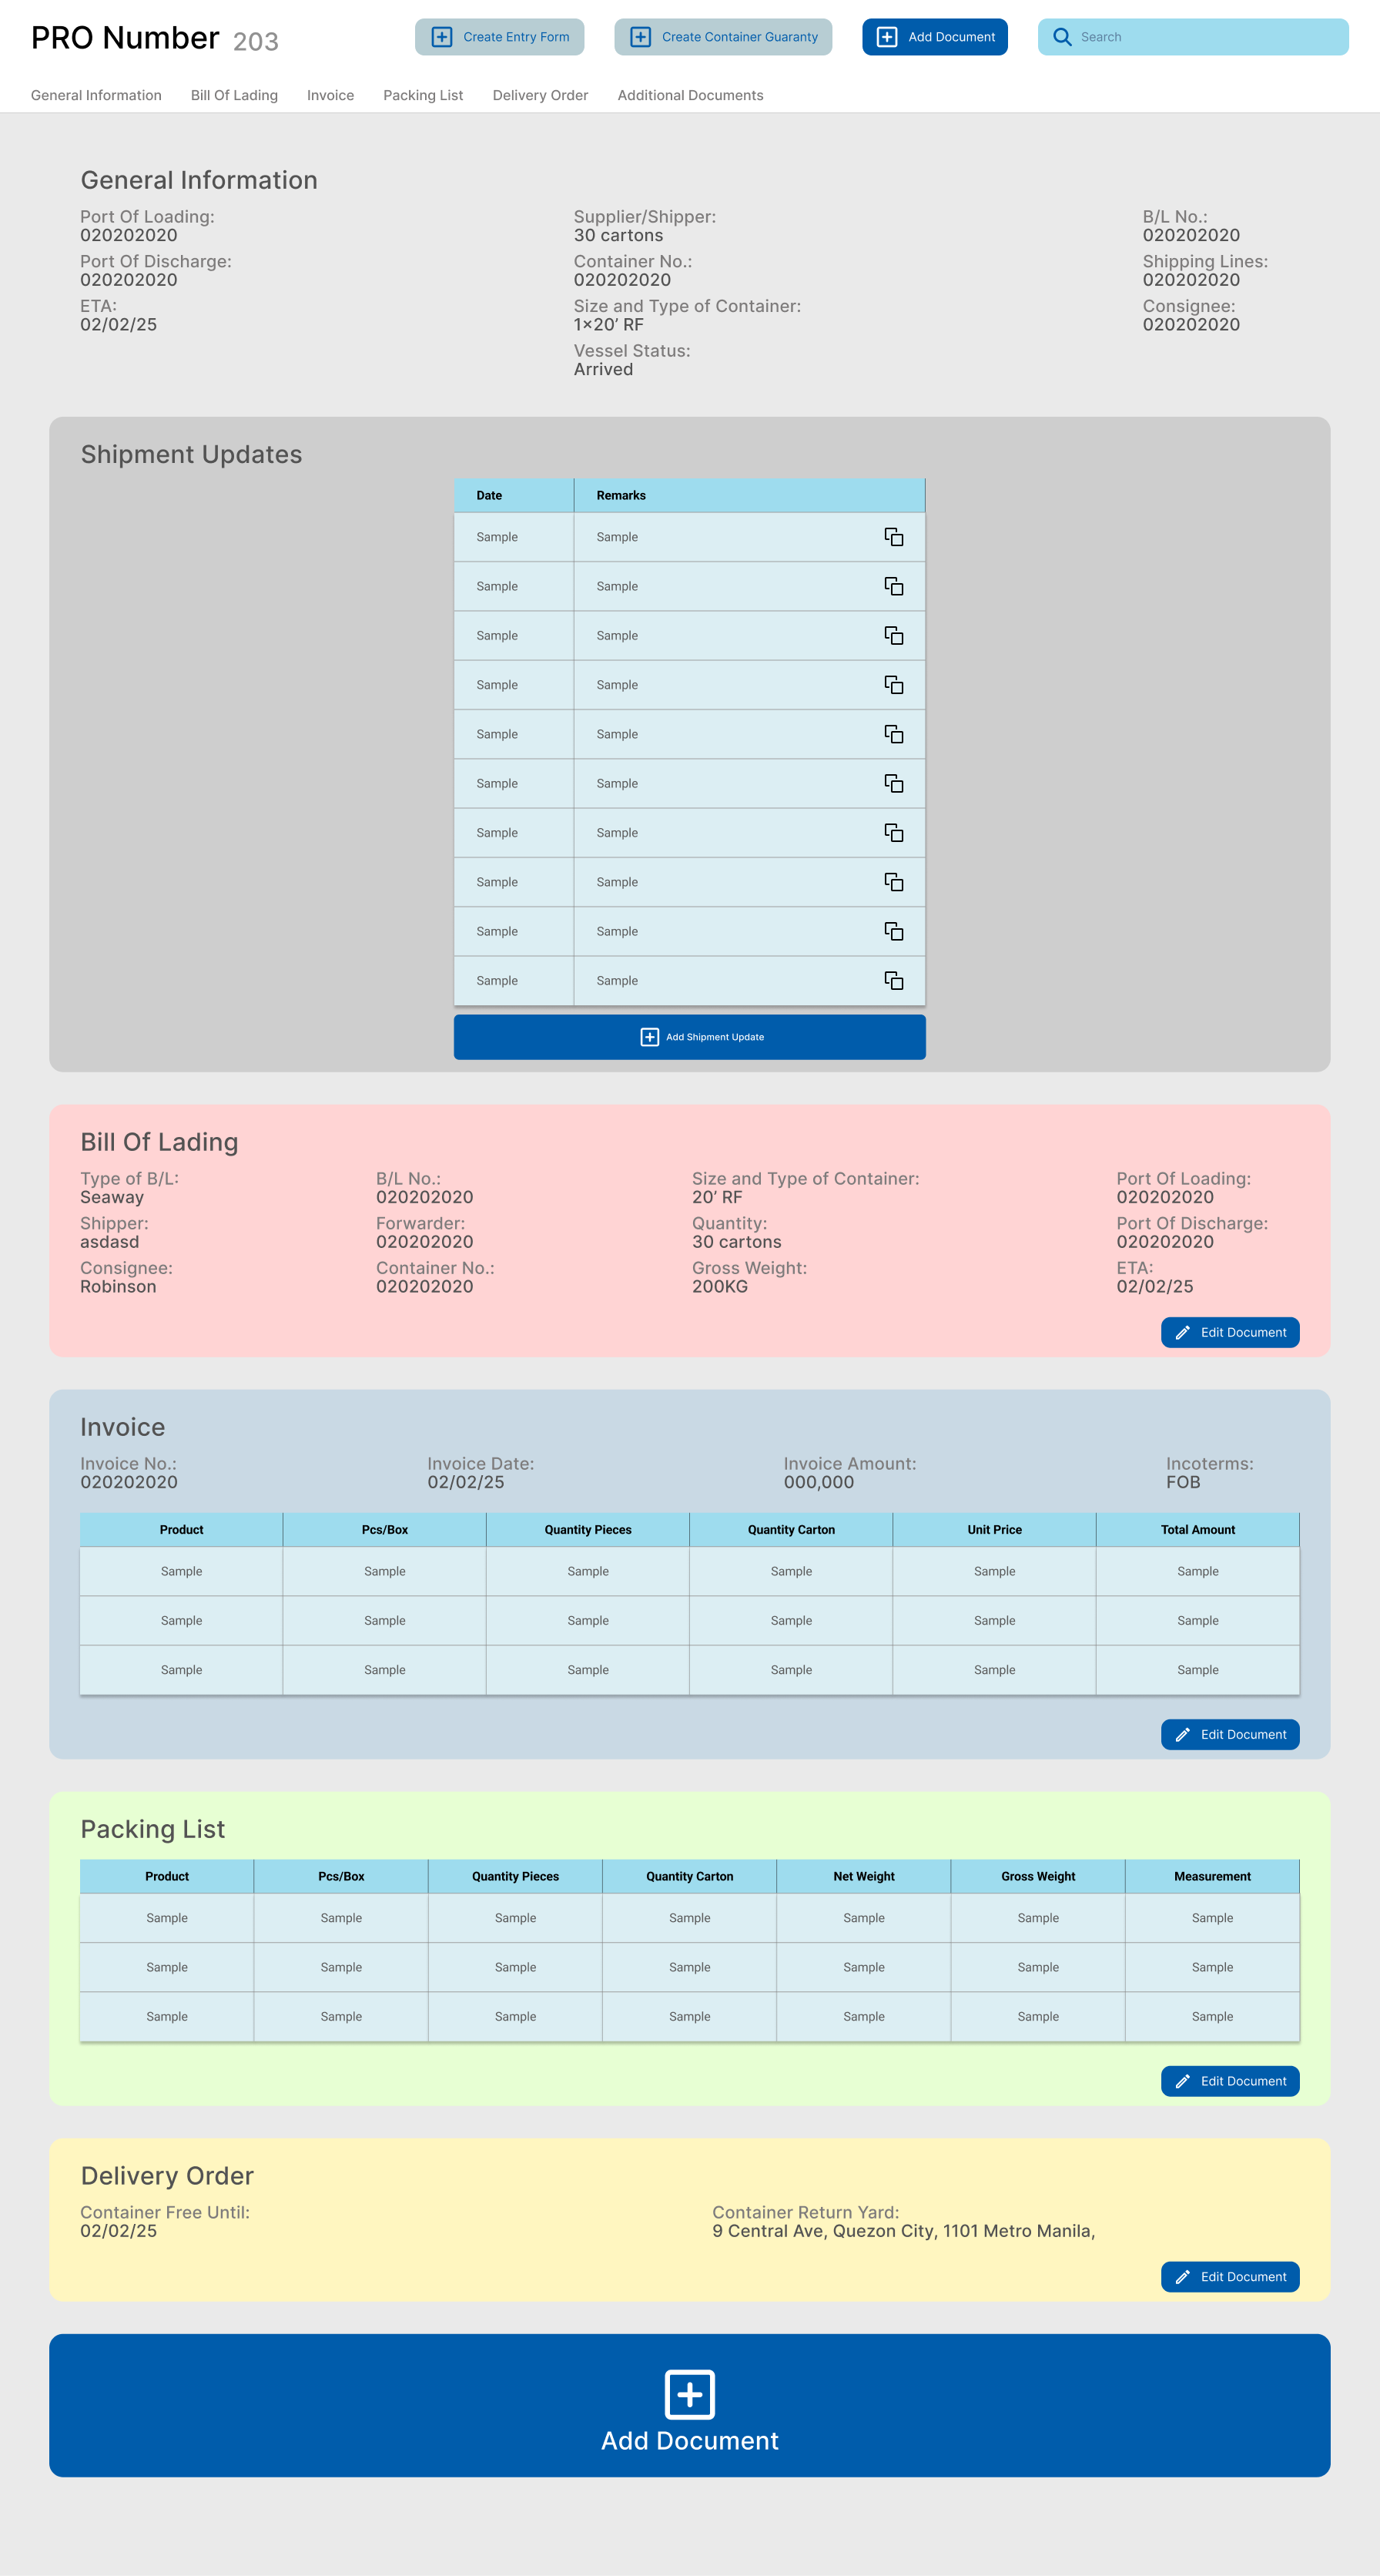 PRO Number 203
Create Entry Form
Create Container Guaranty
Add Document
Search
General Information Bill Of Lading Invoice Packing List Delivery Order Additional Documents
General Information
Port Of Loading:
020202020
Port Of Discharge:
020202020
ETA:
02/02/25
Supplier/Shipper:
30 cartons
Container No.:
020202020
Size and Type of Container:
1x20’ RF
Vessel Status:
Arrived
B/L No.:
020202020
Shipping Lines:
020202020
Consignee:
020202020
Shipment Updates
Date Remarks
Sample Sample
Sample Sample
Sample Sample
Sample Sample
Sample Sample
Sample Sample
Sample Sample
Sample Sample
Sample Sample
Sample Sample
Add Shipment Update
Bill Of Lading
Type of B/L:
Seaway
Shipper:
asdasd
Consignee:
Robinson
B/L No.:
020202020
Forwarder:
020202020
Container No.:
020202020
Size and Type of Container:
20’ RF
Quantity:
30 cartons
Gross Weight:
200KG
Port Of Loading:
020202020
Port Of Discharge:
020202020
ETA:
02/02/25
Edit Document
Invoice
Invoice No.:
020202020
Invoice Date:
02/02/25
Invoice Amount:
000,000
Incoterms:
FOB
Product Pcs/Box Quantity Pieces Quantity Carton Unit Price Total Amount
Sample Sample Sample Sample Sample Sample
Sample Sample Sample Sample Sample Sample
Sample Sample Sample Sample Sample Sample
Edit Document
Packing List
Product Pcs/Box Quantity Pieces Quantity Carton Net Weight Gross Weight Measurement
Sample Sample Sample Sample Sample Sample Sample
Sample Sample Sample Sample Sample Sample Sample
Sample Sample Sample Sample Sample Sample Sample
Edit Document
Delivery Order
Container Free Until:
02/02/25
Container Return Yard:
9 Central Ave, Quezon City, 1101 Metro Manila,
Edit Document
Add Document